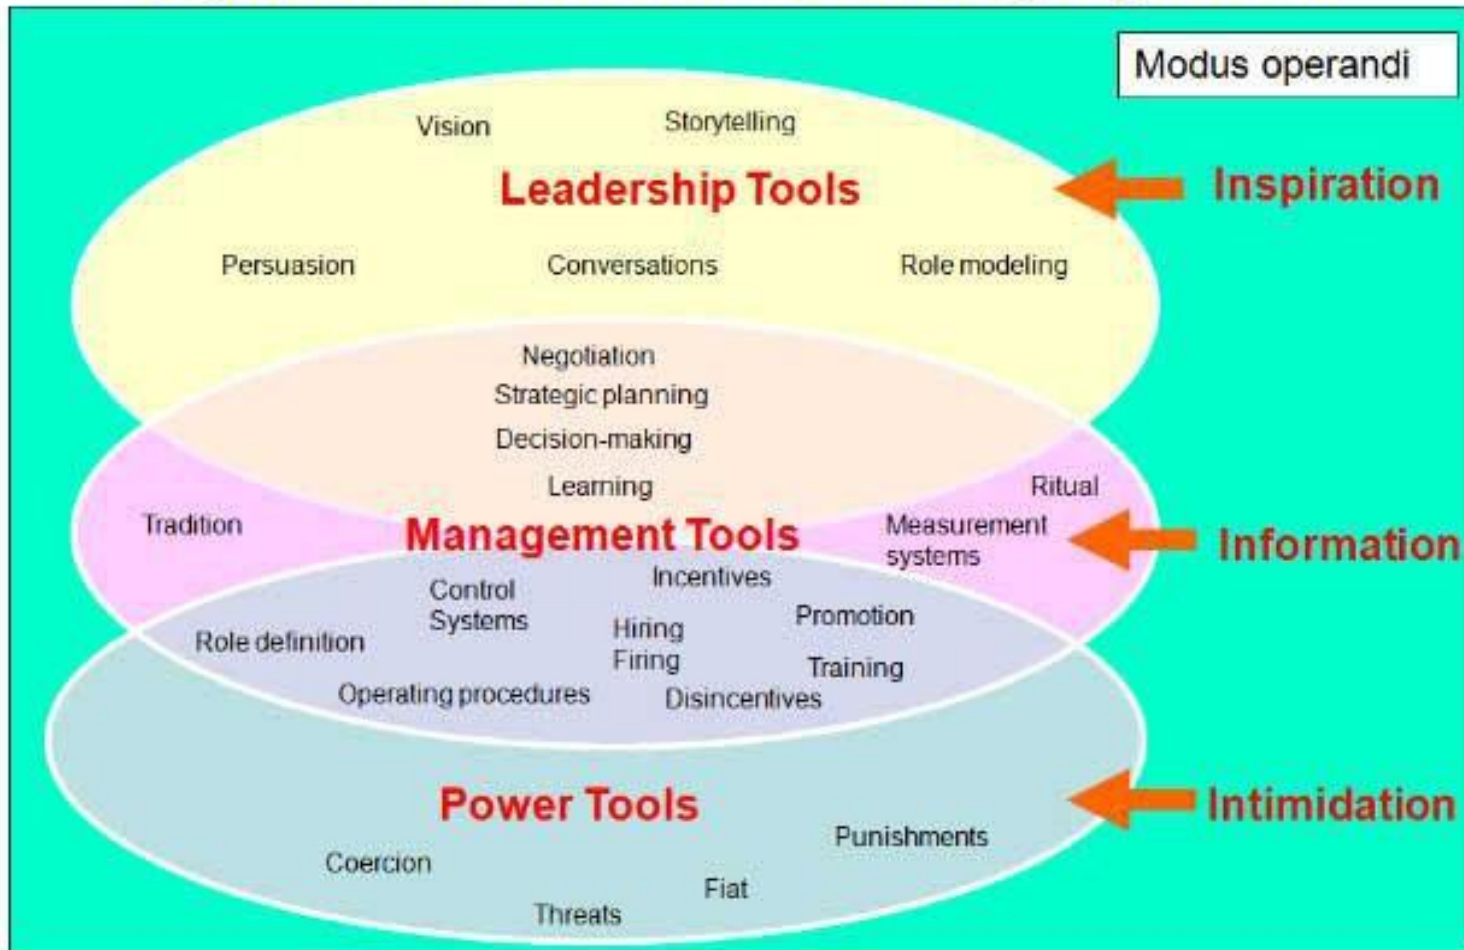 Modus operandi
Vision
Storytelling
Leadership Tools
Inspiration
Persuasion
Conversations
Role modeling
Negotiation
Strategic planning
Decision-making
Learning
Ritual
Tradition
Management Tools
Measurement
systems
Information
Incentives
Control
Systems
Promotion
Hiring
Firing
Role definition
Training
Operating procedures
Disincentives
Power Tools
Intimidation
Punishments
Coercion
Fiat
Threats